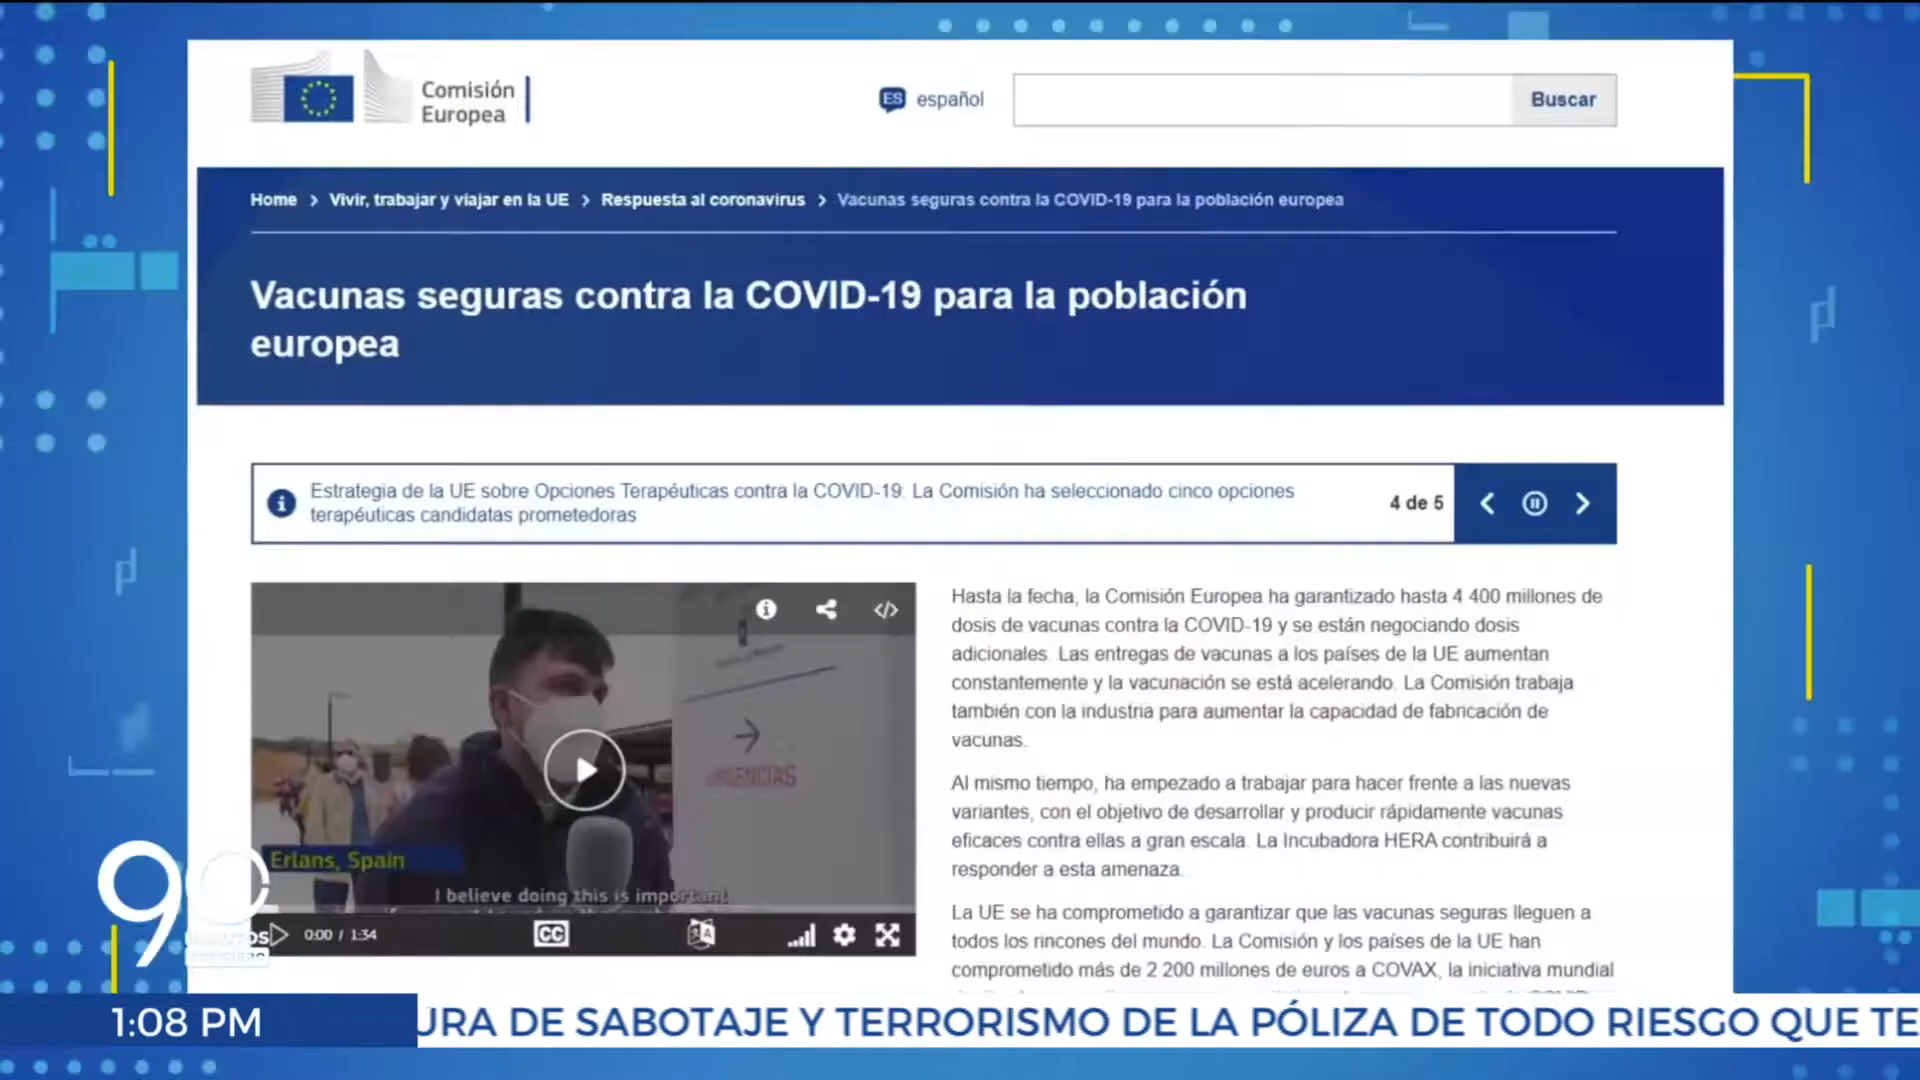 Comisión
Europea
ES español
Buscar
Home > Vivir, trabajar y viajar en la UE > Respuesta al coronavirus > Vacunas seguras contra la COVID-19 para la población europea
Vacunas seguras contra la COVID-19 para la población
europea
Estrategia de la UE sobre Opciones Terapéuticas contra la COVID-19: La Comisión ha seleccionado cinco opciones
terapéuticas candidatas prometedoras
4 de 5
URGENCIAS
Erlans, Spain
I believe doing this is important
0:00 / 1:34
CC
Hasta la fecha, la Comisión Europea ha garantizado hasta 4 400 millones de
dosis de vacunas contra la COVID-19 y se están negociando dosis
adicionales. Las entregas de vacunas a los países de la UE aumentan
constantemente y la vacunación se está acelerando. La Comisión trabaja
también con la industria para aumentar la capacidad de fabricación de
vacunas.
Al mismo tiempo, ha empezado a trabajar para hacer frente a las nuevas
variantes, con el objetivo de desarrollar y producir rápidamente vacunas
eficaces contra ellas a gran escala. La Incubadora HERA contribuirá a
responder a esta amenaza.
La UE se ha comprometido a garantizar que las vacunas seguras lleguen a
todos los rincones del mundo. La Comisión y los países de la UE han
comprometido más de 2 200 millones de euros a COVAX, la iniciativa mundial
90
MINUTOS
1:08 PM
URA DE SABOTAJE Y TERRORISMO DE LA PÓLIZA DE TODO RIESGO QUE TE